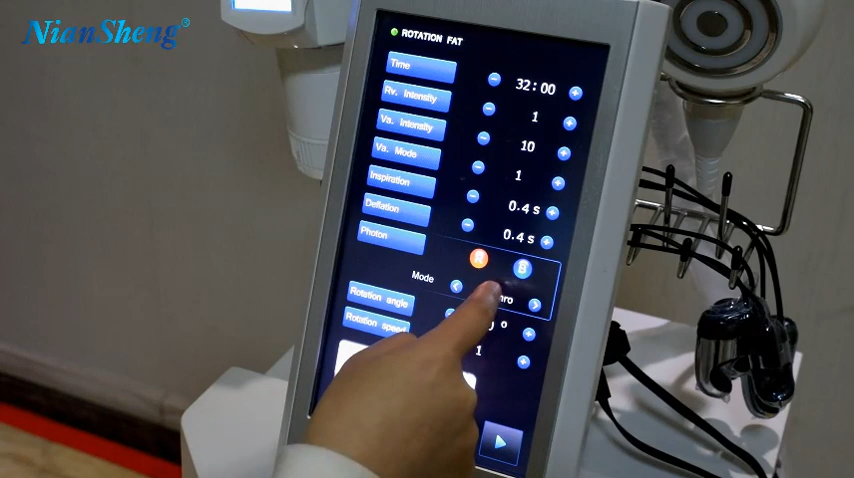 NianSheng®
ROTATION FAT
Time 32:00
Rv. Intensity 1
Va. Intensity 10
Va. Mode 1
Inspiration 0.4 s
Deflation 0.4 s
Photon R B
Mode
Rotation angle °
Rotation speed 1